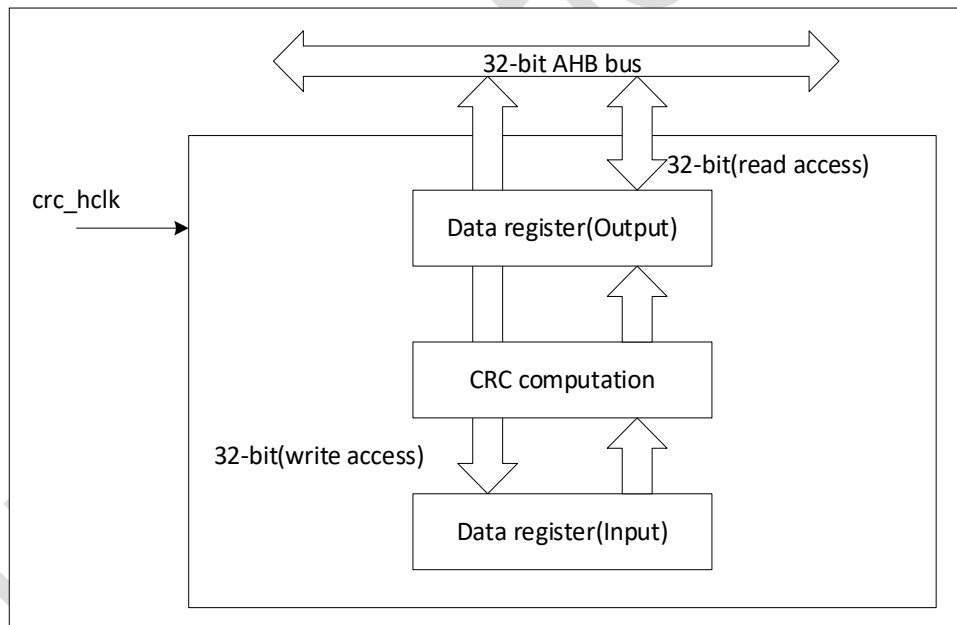 32-bit AHB bus
32-bit(read access)
crc_hclk
Data register(Output)
CRC computation
32-bit(write access)
Data register(Input)